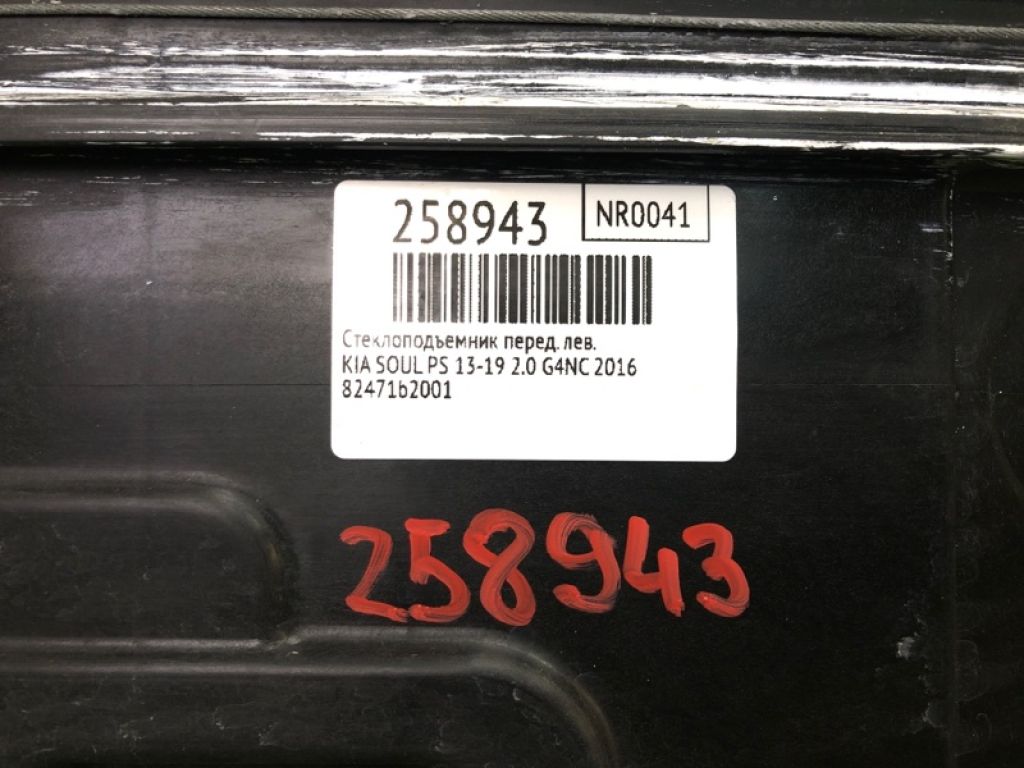 258943
NR0041
Стеклоподъемник перед. лев.
KIA SOUL PS 13-19 2.0 G4NC 2016
82471b2001
258943